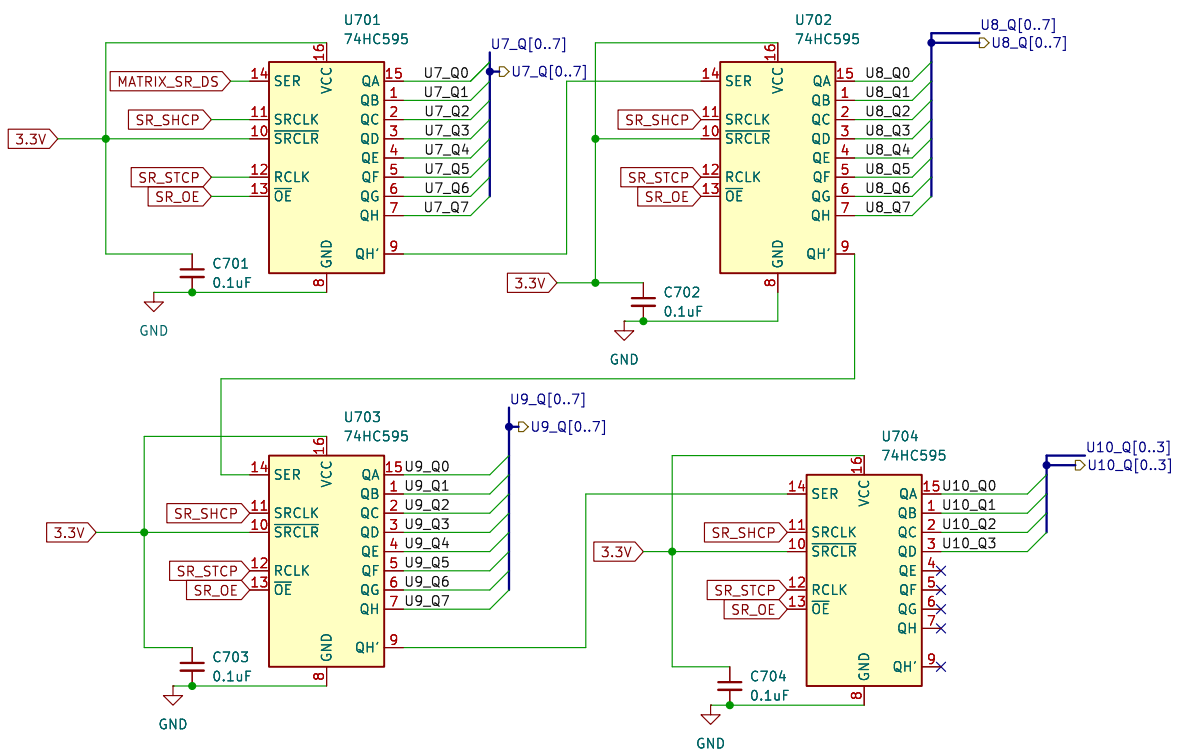 U701
74HC595
16
VCC
MATRIX_SR_DS
14
SER
SR_SHCP
11
SRCLK
3.3V
10
SRCLR
SR_STCP
12
RCLK
SR_OE
13
OE
QA
15
U7_Q0
QB
1
U7_Q1
QC
2
U7_Q2
QD
3
U7_Q3
QE
4
U7_Q4
QF
5
U7_Q5
QG
6
U7_Q6
QH
7
U7_Q7
QH'
9
GND
8
U7_Q[0..7]
U7_Q[0..7]
C701
0.1uF
GND
U702
74HC595
16
VCC
14
SER
SR_SHCP
11
SRCLK
10
SRCLR
SR_STCP
12
RCLK
SR_OE
13
OE
QA
15
U8_Q0
QB
1
U8_Q1
QC
2
U8_Q2
QD
3
U8_Q3
QE
4
U8_Q4
QF
5
U8_Q5
QG
6
U8_Q6
QH
7
U8_Q7
QH'
9
GND
8
U8_Q[0..7]
U8_Q[0..7]
3.3V
C702
0.1uF
GND
U703
74HC595
16
VCC
14
SER
SR_SHCP
11
SRCLK
3.3V
10
SRCLR
SR_STCP
12
RCLK
SR_OE
13
OE
QA
15
U9_Q0
QB
1
U9_Q1
QC
2
U9_Q2
QD
3
U9_Q3
QE
4
U9_Q4
QF
5
U9_Q5
QG
6
U9_Q6
QH
7
U9_Q7
QH'
9
GND
8
U9_Q[0..7]
U9_Q[0..7]
C703
0.1uF
GND
U704
74HC595
16
VCC
14
SER
SR_SHCP
11
SRCLK
3.3V
10
SRCLR
SR_STCP
12
RCLK
SR_OE
13
OE
QA
15
U10_Q0
QB
1
U10_Q1
QC
2
U10_Q2
QD
3
U10_Q3
QE
4
QF
5
QG
6
QH
7
QH'
9
GND
8
U10_Q[0..3]
U10_Q[0..3]
C704
0.1uF
GND